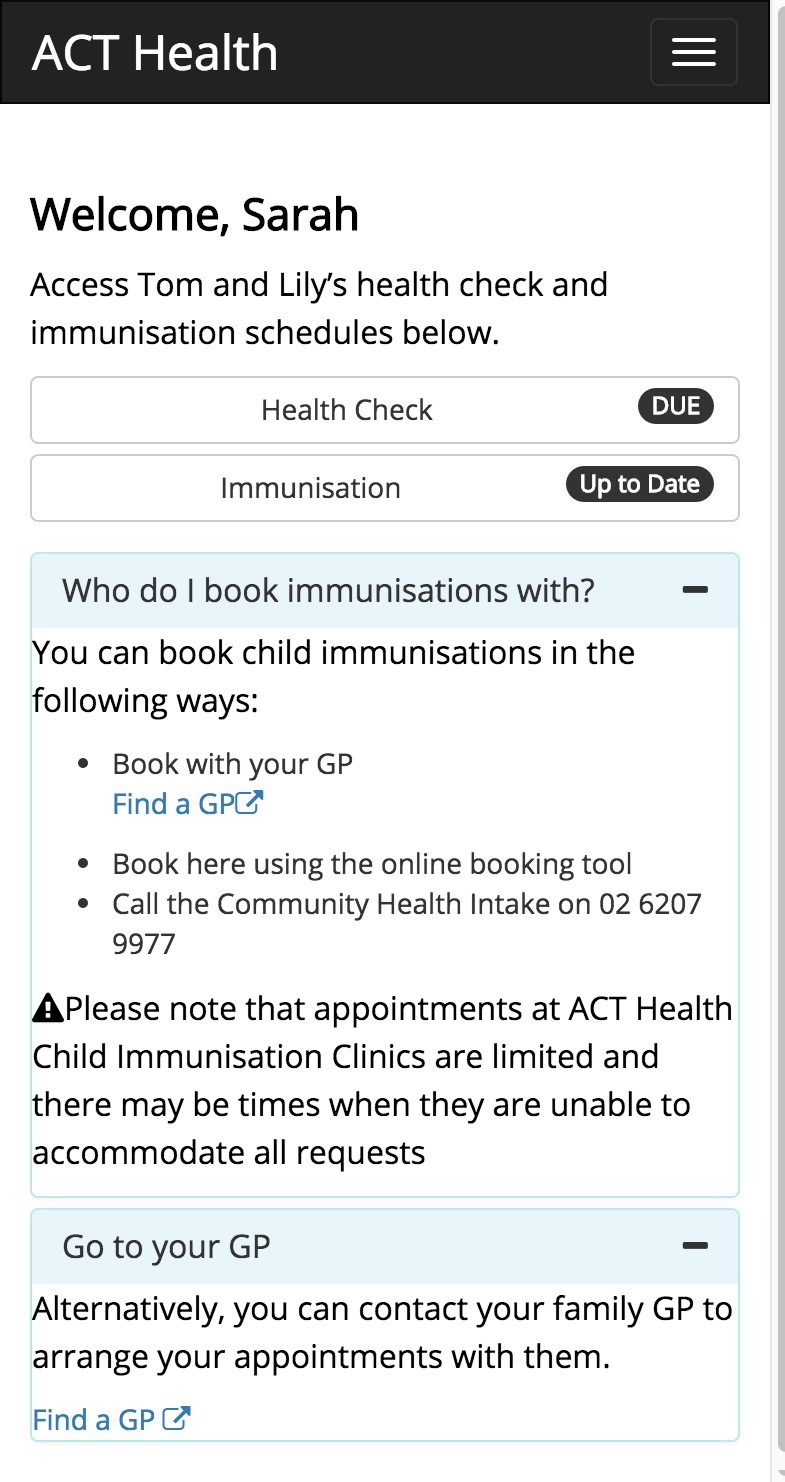 ACT Health
Welcome, Sarah
Access Tom and Lily’s health check and
immunisation schedules below.
Health Check DUE
Immunisation Up to Date
Who do I book immunisations with?
You can book child immunisations in the
following ways:
• Book with your GP
Find a GP
• Book here using the online booking tool
• Call the Community Health Intake on 02 6207
9977
Please note that appointments at ACT Health
Child Immunisation Clinics are limited and
there may be times when they are unable to
accommodate all requests
Go to your GP
Alternatively, you can contact your family GP to
arrange your appointments with them.
Find a GP